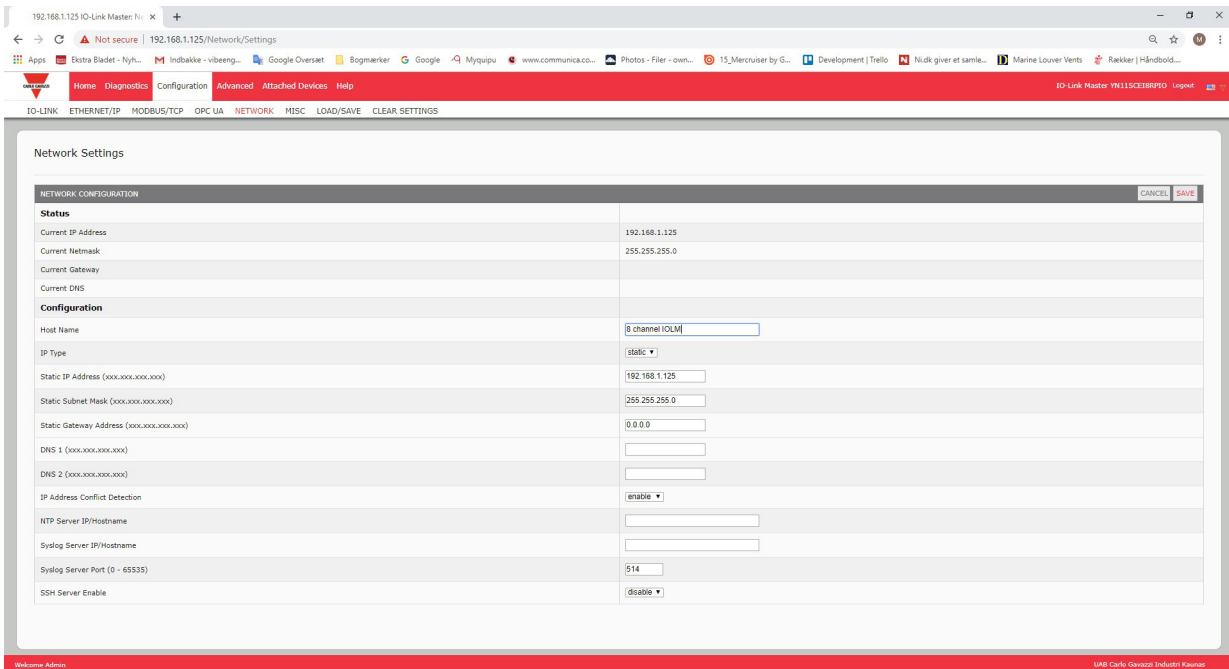 192.168.1.125 IO-Link Master: Ne
Not secure | 192.168.1.125/Network/Settings
M
Apps Ekstra Bladet - Nyh... Indbakke - vibeeng... Google Oversæt Bogmærker Google Myquipu www.communica.co... Photos - Filer - own... 15_Mercruiser by G... Development | Trello Ni.dk giver et samle... Marine Louver Vents Rækker | Håndbold....
CARLO GAVAZZI
Home Diagnostics Configuration Advanced Attached Devices Help
IO-Link Master YN115CEI8RPIO Logout
IO-LINK ETHERNET/IP MODBUS/TCP OPC UA NETWORK MISC LOAD/SAVE CLEAR SETTINGS
Network Settings
NETWORK CONFIGURATION CANCEL SAVE
Status
Current IP Address 192.168.1.125
Current Netmask 255.255.255.0
Current Gateway
Current DNS
Configuration
Host Name 8 channel IOLM
IP Type static
Static IP Address (xxx.xxx.xxx.xxx) 192.168.1.125
Static Subnet Mask (xxx.xxx.xxx.xxx) 255.255.255.0
Static Gateway Address (xxx.xxx.xxx.xxx) 0.0.0.0
DNS 1 (xxx.xxx.xxx.xxx)
DNS 2 (xxx.xxx.xxx.xxx)
IP Address Conflict Detection enable
NTP Server IP/Hostname
Syslog Server IP/Hostname
Syslog Server Port (0 - 65535) 514
SSH Server Enable disable
Welcome Admin UAB Carlo Gavazzi Industri Kaunas